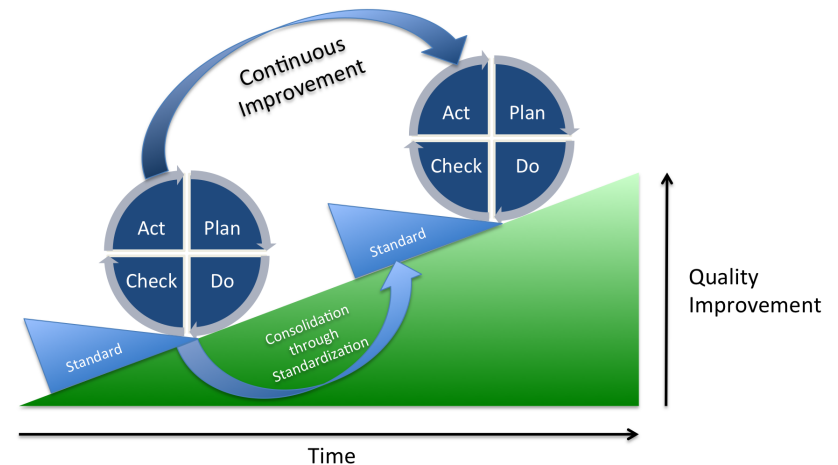 Continuous
Improvement
Act
Plan
Check
Do
Act
Plan
Check
Do
Standard
Standard
Consolidation
through
Standardization
Quality
Improvement
Time